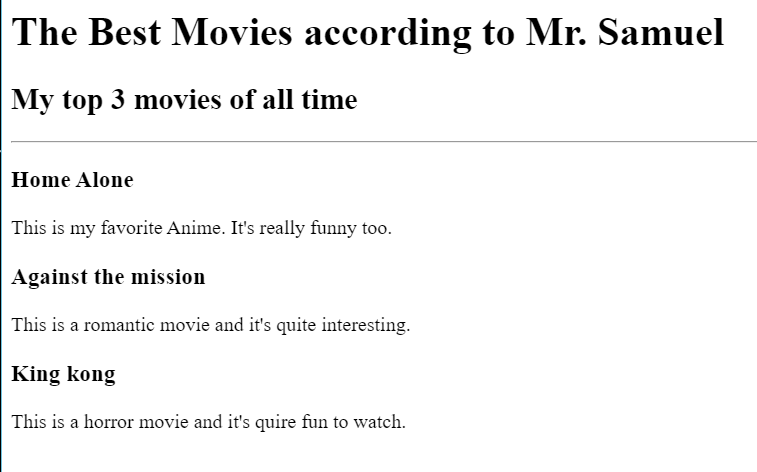 The Best Movies according to Mr. Samuel
My top 3 movies of all time
Home Alone
This is my favorite Anime. It's really funny too.
Against the mission
This is a romantic movie and it's quite interesting.
King kong
This is a horror movie and it's quire fun to watch.